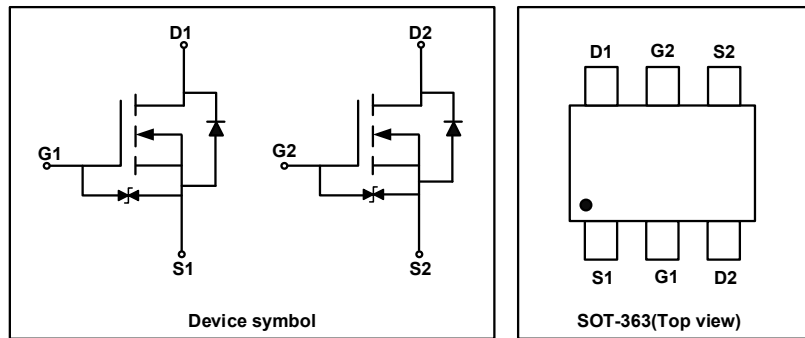 D1 D2
G1 G2
S1 S2
Device symbol
D1 G2 S2
S1 G1 D2
SOT-363(Top view)